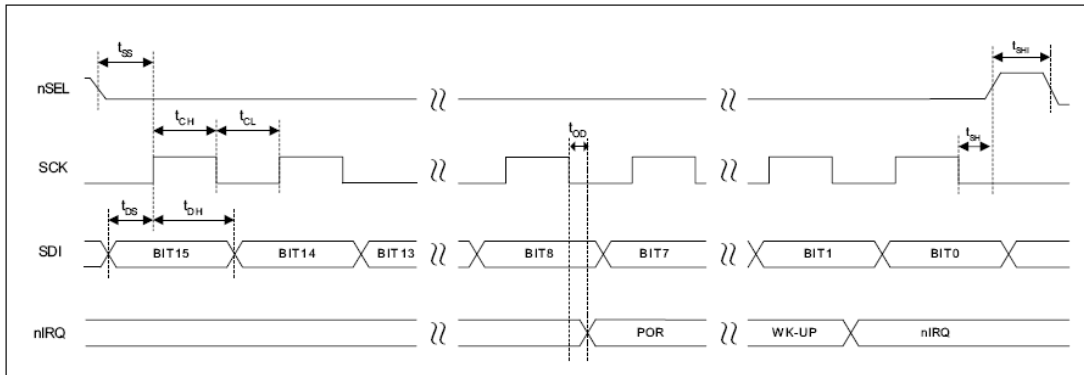 tSS
tSHI
nSEL
tCH
tCL
tOD
tSH
SCK
tDS
tDH
SDI
BIT15
BIT14
BIT13
BIT8
BIT7
BIT1
BIT0
nIRQ
POR
WK-UP
nIRQ